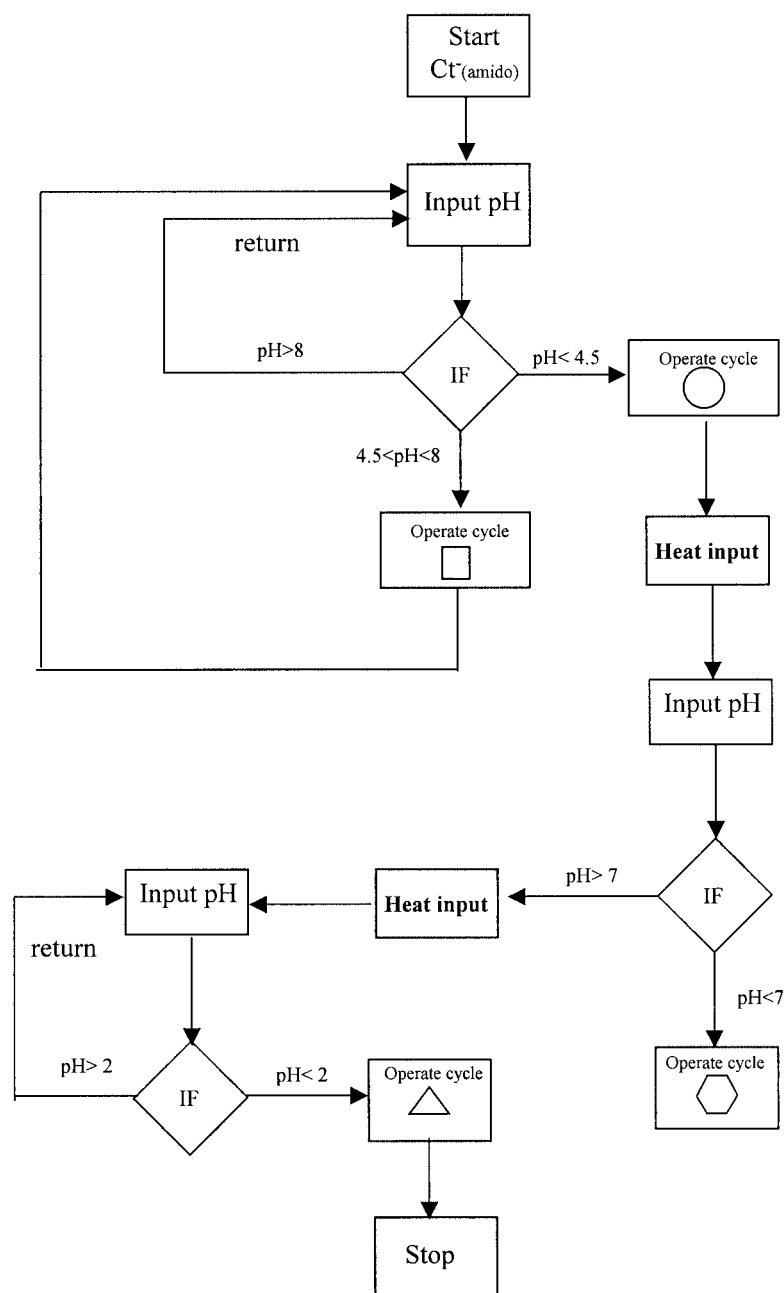 Start
Ct-(amido)
Input pH
return
pH>8
IF
pH< 4.5
Operate cycle
4.5<pH<8
Operate cycle
Heat input
Input pH
IF
pH> 7
Heat input
Input pH
return
pH<7
Operate cycle
pH> 2
IF
pH< 2
Operate cycle
Stop